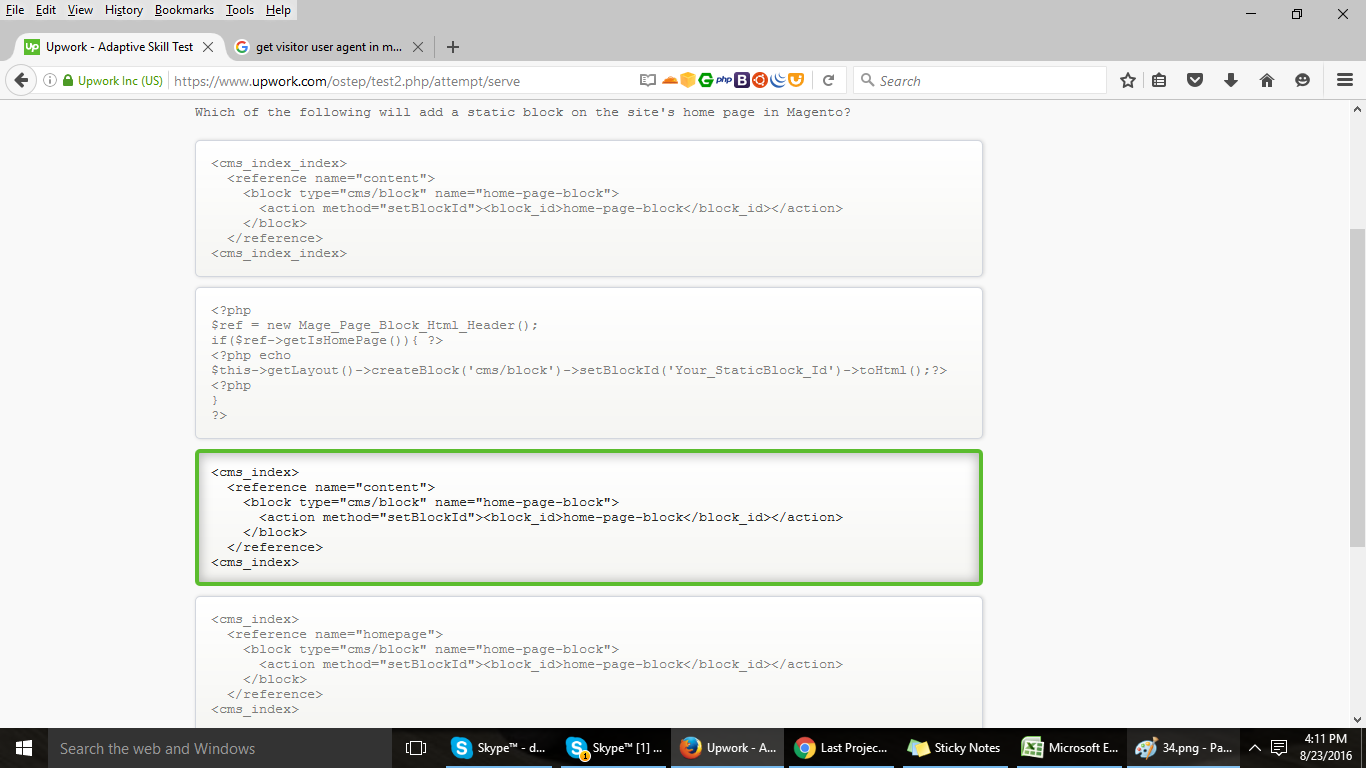 File Edit View History Bookmarks Tools Help
Upwork - Adaptive Skill Test
get visitor user agent in m...
Upwork Inc (US)
https://www.upwork.com/ostep/test2.php/attempt/serve
php
Search
Which of the following will add a static block on the site's home page in Magento?
<cms_index_index>
<reference name="content">
<block type="cms/block" name="home-page-block">
<action method="setBlockId"><block_id>home-page-block</block_id></action>
</block>
</reference>
<cms_index_index>
<?php
$ref = new Mage_Page_Block_Html_Header();
if($ref->getIsHomePage()){ ?>
<?php echo
$this->getLayout()->createBlock('cms/block')->setBlockId('Your_StaticBlock_Id')->toHtml();?>
<?php
}
?>
<cms_index>
<reference name="content">
<block type="cms/block" name="home-page-block">
<action method="setBlockId"><block_id>home-page-block</block_id></action>
</block>
</reference>
<cms_index>
<cms_index>
<reference name="homepage">
<block type="cms/block" name="home-page-block">
<action method="setBlockId"><block_id>home-page-block</block_id></action>
</block>
</reference>
<cms_index>
Search the web and Windows
Skype™ - d...
Skype™ [1] ...
Upwork - A...
Last Projec...
Sticky Notes
Microsoft E...
34.png - Pa...
4:11 PM
8/23/2016